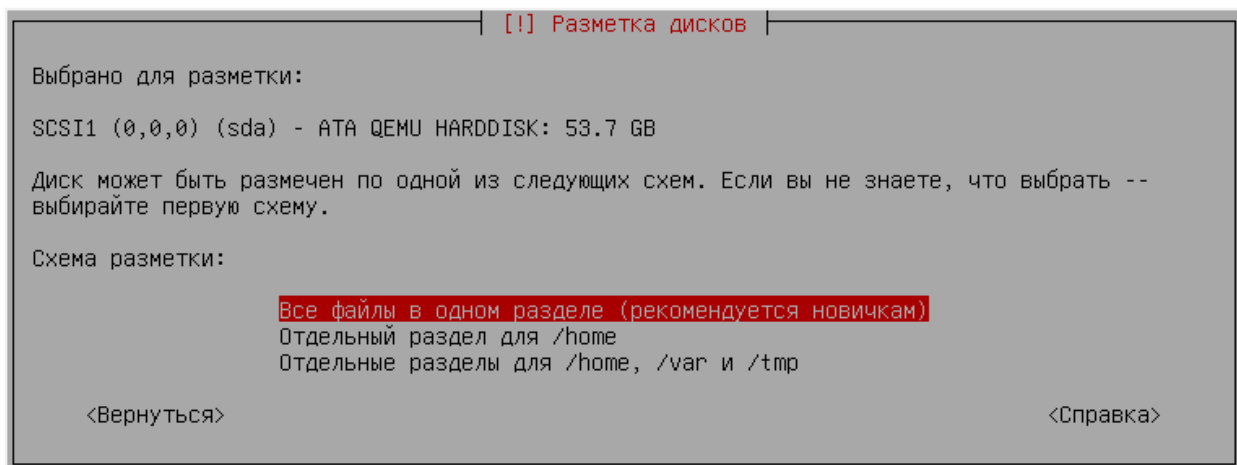 [!] Разметка дисков
Выбрано для разметки:
SCSI1 (0,0,0) (sda) - ATA QEMU HARDDISK: 53.7 GB
Диск может быть размечен по одной из следующих схем. Если вы не знаете, что выбрать --
выбирайте первую схему.
Схема разметки:
Все файлы в одном разделе (рекомендуется новичкам)
Отдельный раздел для /home
Отдельные разделы для /home, /var и /tmp
<Вернуться> <Справка>